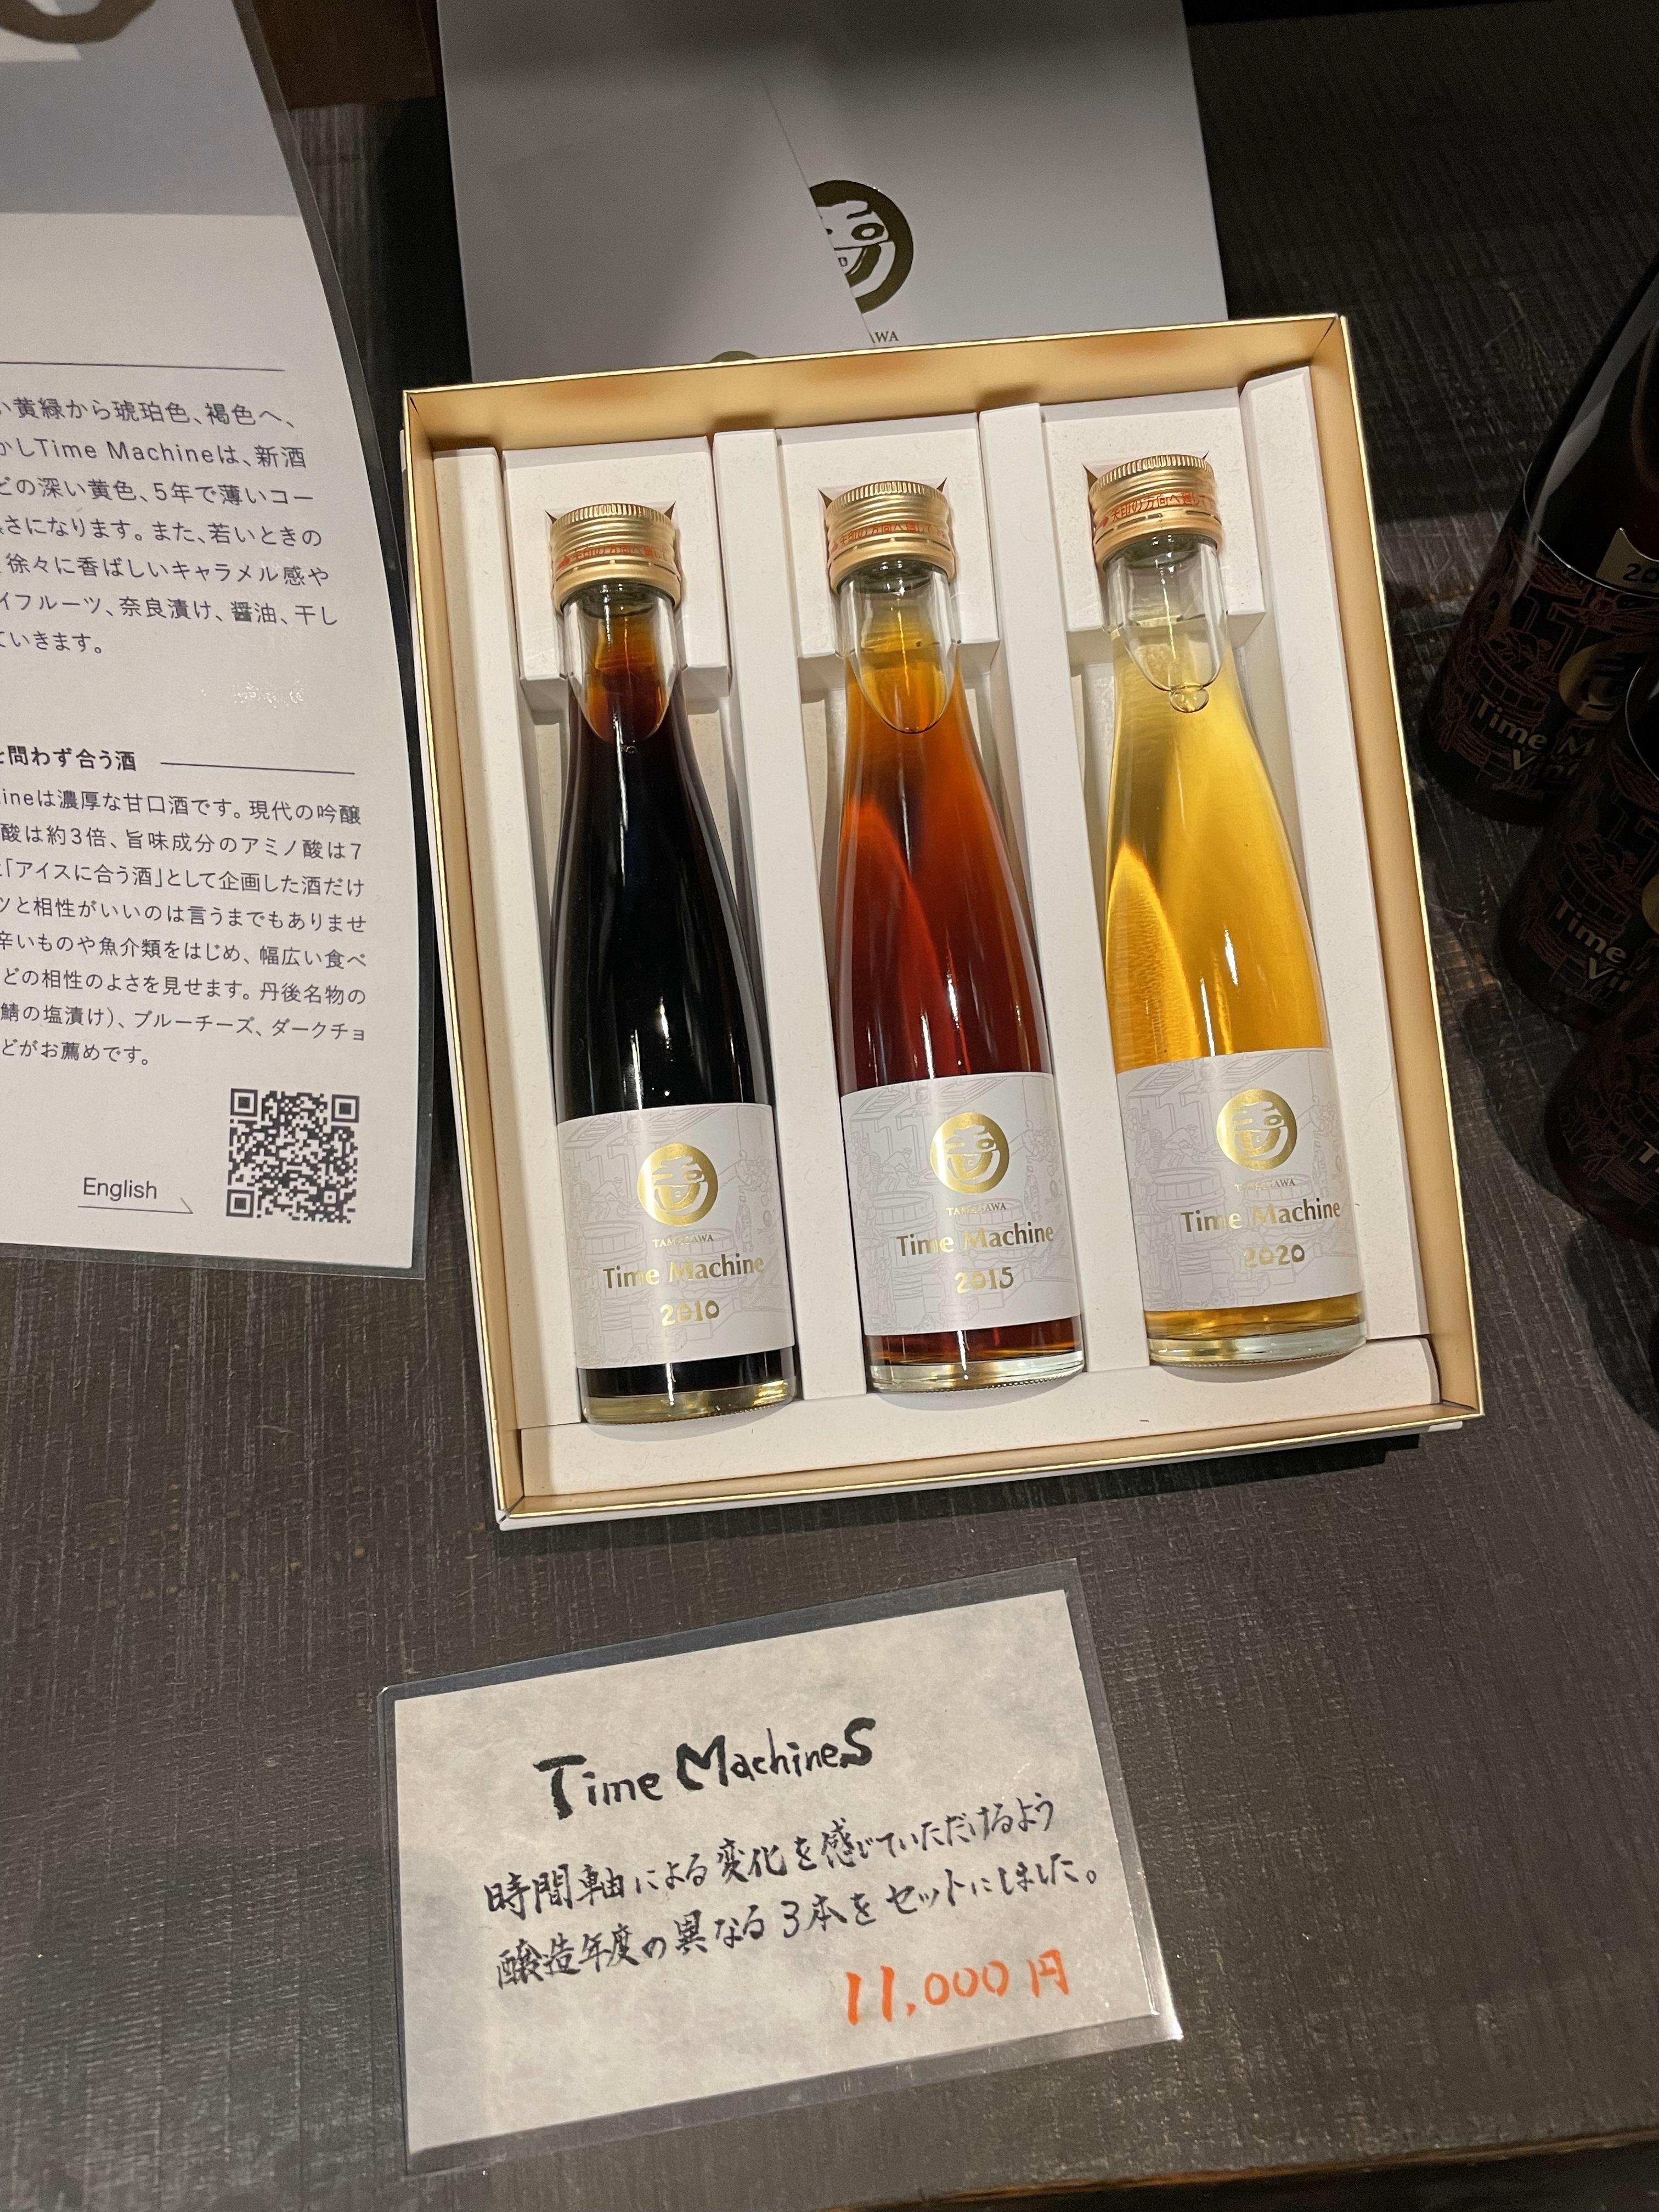 い黄緑から琥珀色、褐色へ、
かしTime Machineは、新酒
どの深い黄色、5年で薄いコー
さになります。また、若いときの
徐々に香ばしいキャラメル感や
イフルーツ、奈良漬け、醤油、干し
ていきます。
を問わず合う酒
hineは濃厚な甘口酒です。現代の吟醸
酸は約3倍、旨味成分のアミノ酸は7
「アイスに合う酒」として企画した酒だけ
ツと相性がいいのは言うまでもありませ
辛いものや魚介類をはじめ、幅広い食べ
どの相性のよさを見せます。丹後名物の
鯖の塩漬け)、ブルーチーズ、ダークチョ
どがお薦めです。
English
AWA
TAMAGAWA
Time Machine
2010
TAMAGAWA
Time Machine
2015
TAMAGAWA
Time Machine
2020
20
Time M
Vint
Time
Vi
Time MachineS
時間軸による変化を感じていただけるよう
醸造年度の異なる3本をセットにしました。
11,000円